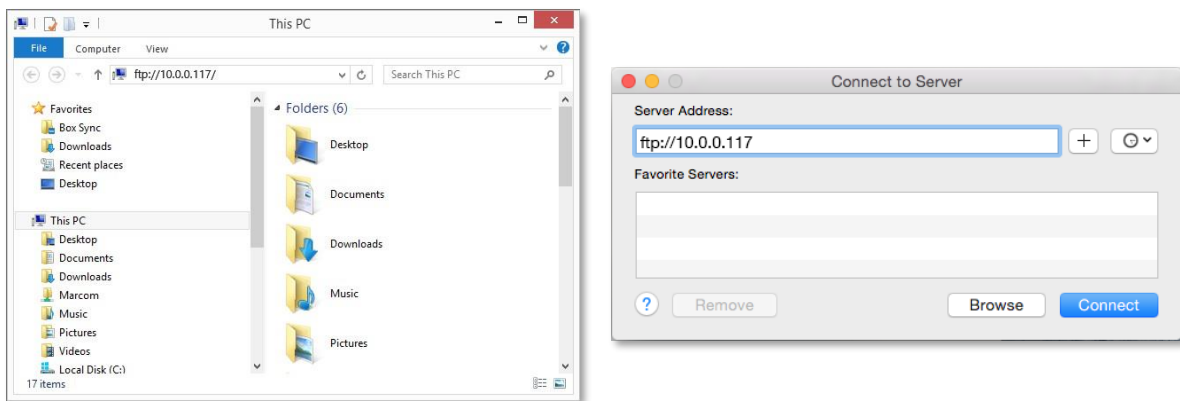 This PC
File Computer View
ftp://10.0.0.117/
Search This PC
Favorites
Box Sync
Downloads
Recent places
Desktop
This PC
Desktop
Documents
Downloads
Marcom
Music
Pictures
Videos
Local Disk (C:)
17 items
Folders (6)
Desktop
Documents
Downloads
Music
Pictures
Connect to Server
Server Address:
ftp://10.0.0.117
Favorite Servers:
? Remove Browse Connect